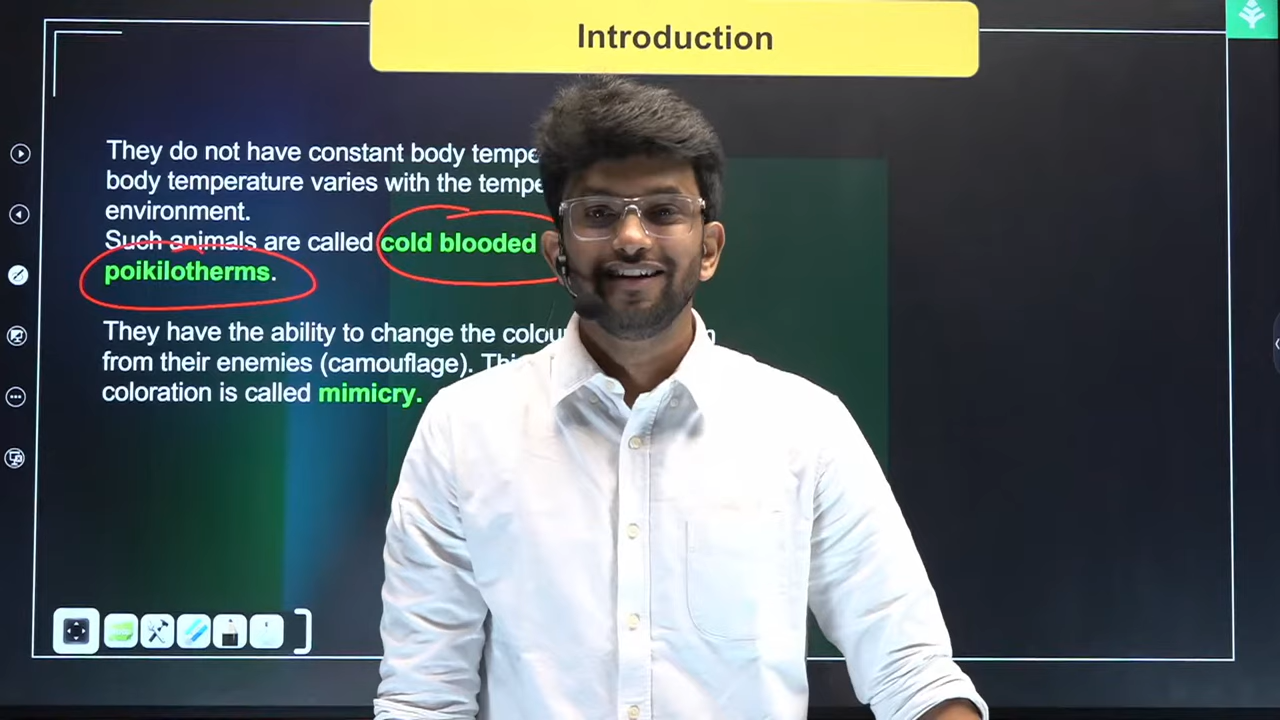 Introduction
They do not have constant body tempe
body temperature varies with the tempe
environment.
Such animals are called cold blooded
poikilotherms.
They have the ability to change the colou
from their enemies (camouflage). Thi
coloration is called mimicry.